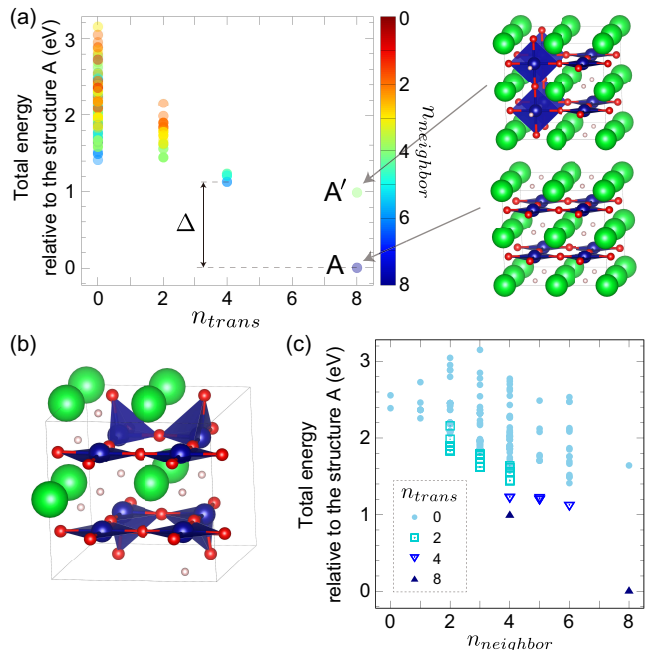 (a)
Total energy
relative to the structure A (eV)
3
2
1
0
0 2 4 6 8
n_trans
Δ
A′
A
0
2
4
6
8
n_neighbor
(b)
(c)
Total energy
relative to the structure A (eV)
3
2
1
0
n_trans
0
2
4
8
0 2 4 6 8
n_neighbor